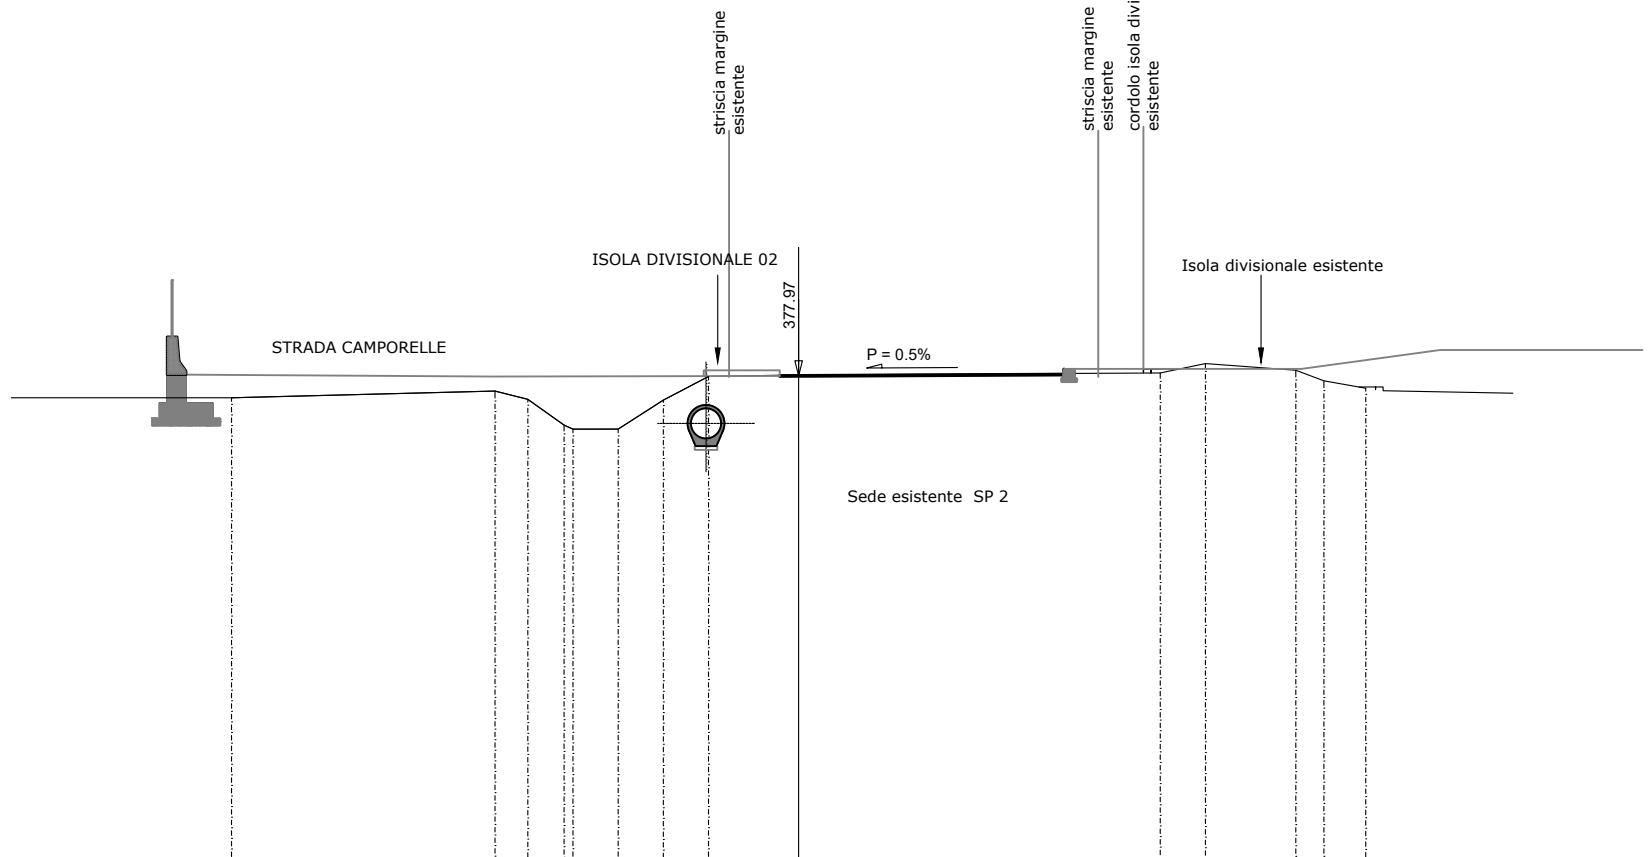 striscia margine
esistente
striscia margine
esistente
cordolo isola
esistente
ISOLA DIVISIONALE 02
Isola divisionale esistente
377.97
STRADA CAMPORELLE
P = 0.5%
Sede esistente SP 2